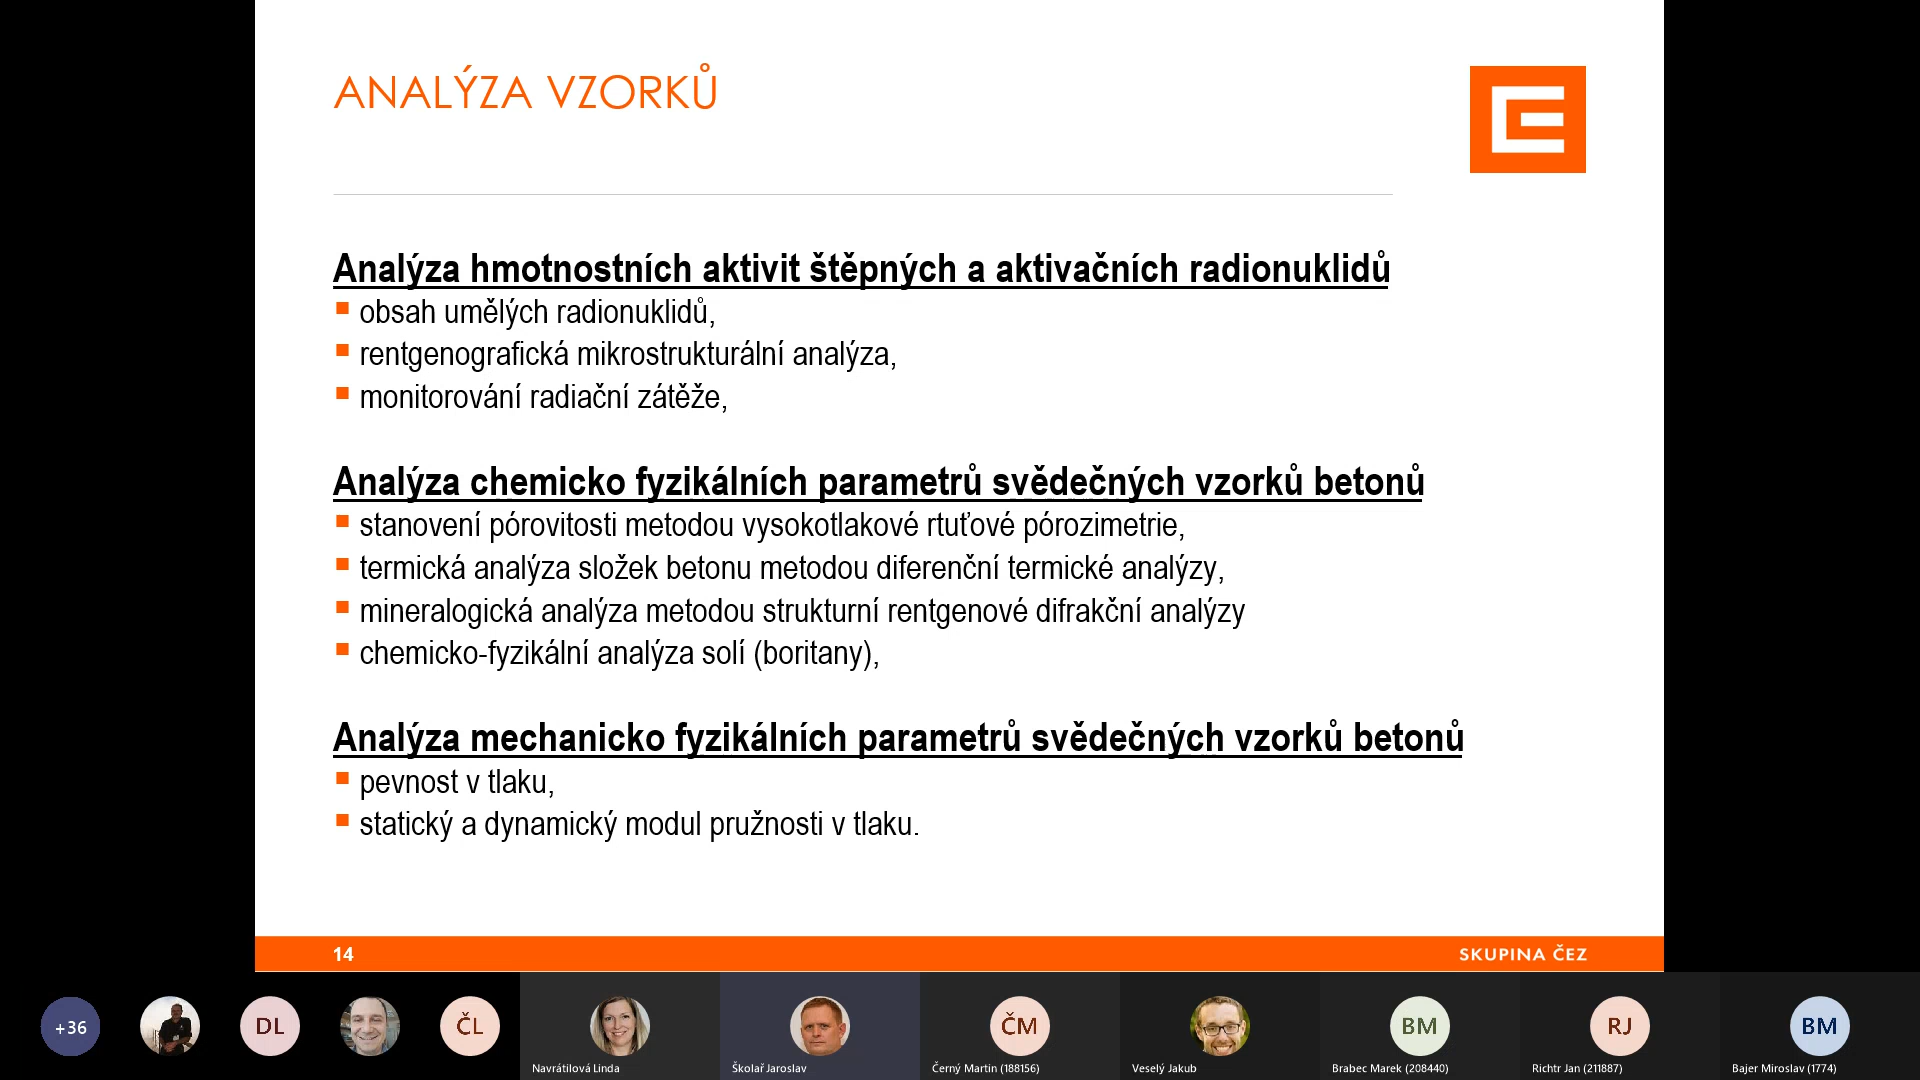 ANALÝZA VZORKŮ
Analýza hmotnostních aktivit štěpných a aktivačních radionuklidů
obsah umělých radionuklidů,
rentgenografická mikrostrukturální analýza,
monitorování radiační zátěže,
Analýza chemicko fyzikálních parametrů svědečných vzorků betonů
stanovení pórovitosti metodou vysokotlakové rtuťové pórozimetrie,
termická analýza složek betonu metodou diferenční termické analýzy,
mineralogická analýza metodou strukturní rentgenové difrakční analýzy
chemicko-fyzikální analýza solí (boritany),
Analýza mechanicko fyzikálních parametrů svědečných vzorků betonů
pevnost v tlaku,
statický a dynamický modul pružnosti v tlaku.
14
SKUPINA ČEZ
+36
DL
ČL
ČM
BM
RJ
BM
Navrátilová Linda
Školař Jaroslav
Černý Martin (188156)
Veselý Jakub
Brabec Marek (208440)
Richtr Jan (211887)
Bajer Miroslav (1774)